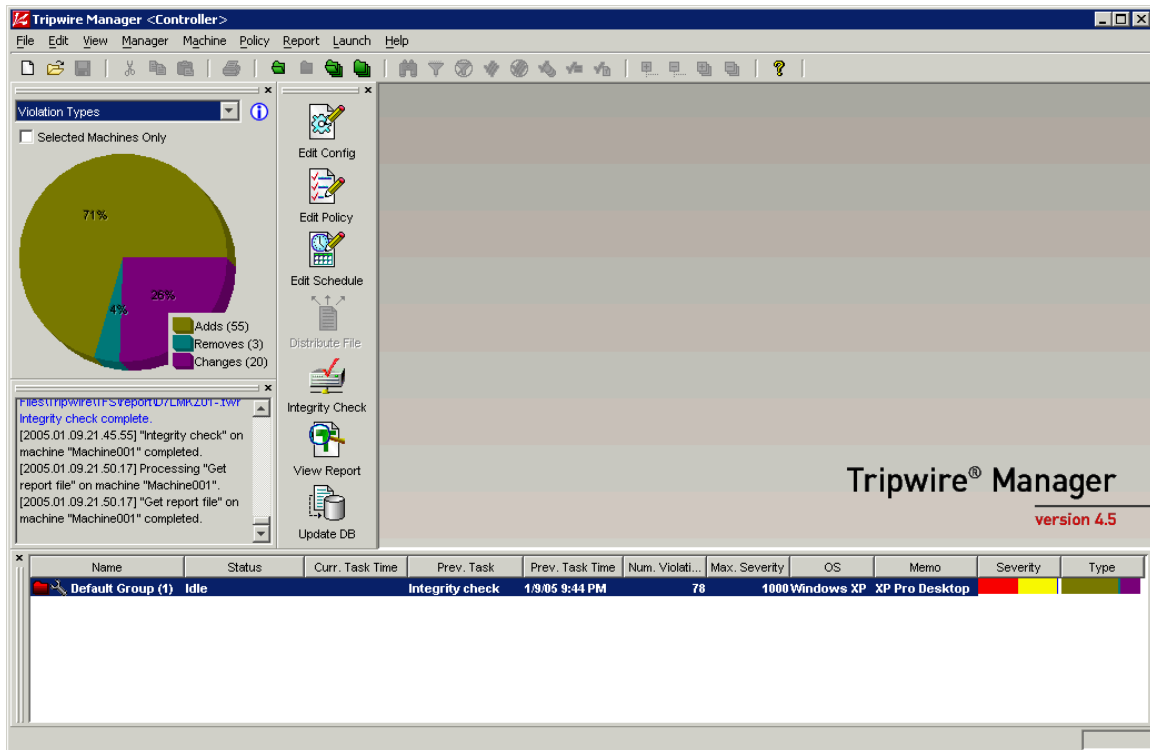 Tripwire Manager <Controller>
File Edit View Manager Machine Policy Report Launch Help
Violation Types
Selected Machines Only
71%
26%
4%
Adds (55)
Removes (3)
Changes (20)
Integrity check complete.
[2005.01.09.21.45.55] "Integrity check" on
machine "Machine001" completed.
[2005.01.09.21.50.17] Processing "Get
report file" on machine "Machine001".
[2005.01.09.21.50.17] "Get report file" on
machine "Machine001" completed.
Edit Config
Edit Policy
Edit Schedule
Distribute File
Integrity Check
View Report
Update DB
Tripwire® Manager
version 4.5
Name Status Curr. Task Time Prev. Task Prev. Task Time Num. Violati... Max. Severity OS Memo Severity Type
Default Group (1) Idle Integrity check 1/9/05 9:44 PM 78 1000 Windows XP XP Pro Desktop